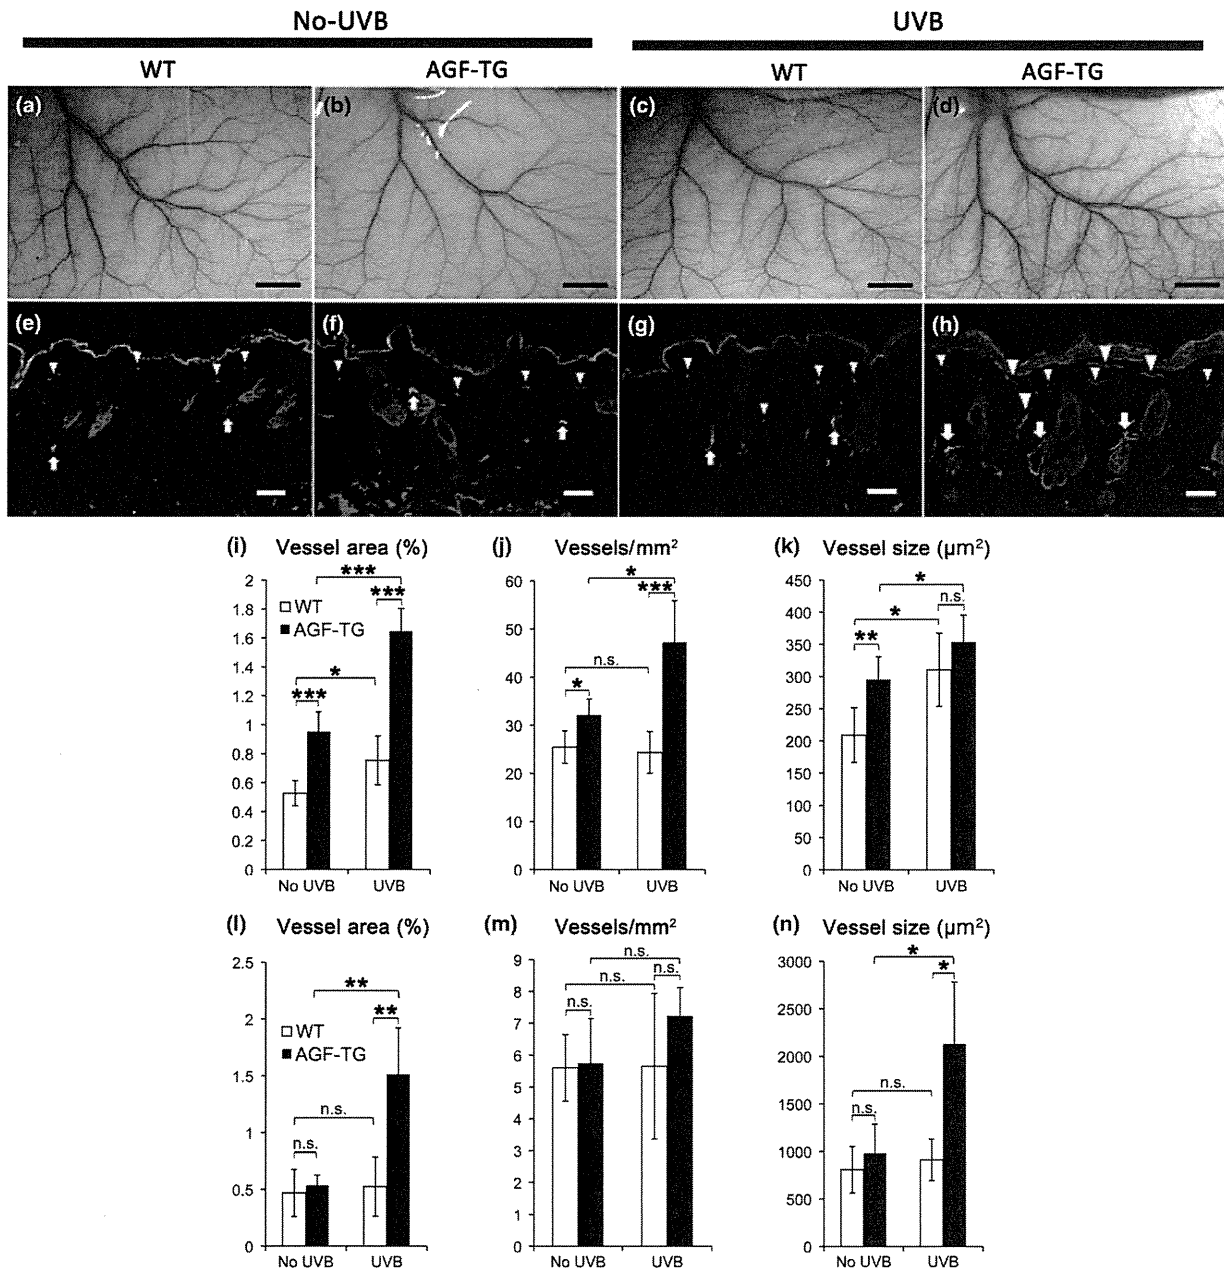 No-UVB
UVB
WT
AGF-TG
WT
AGF-TG
(a)
(b)
(c)
(d)
(e)
(f)
(g)
(h)
(i) Vessel area (%)
2
1.8
1.6
1.4
1.2
1
0.8
0.6
0.4
0.2
0
WT
AGF-TG
***
***
*
***
No UVB
UVB
(j) Vessels/mm²
60
50
40
30
20
10
0
*
***
n.s.
*
No UVB
UVB
(k) Vessel size (µm²)
450
400
350
300
250
200
150
100
50
0
*
n.s.
*
**
No UVB
UVB
(l) Vessel area (%)
2.5
2
1.5
1
0.5
0
WT
AGF-TG
**
**
n.s.
n.s.
No UVB
UVB
(m) Vessels/mm²
9
8
7
6
5
4
3
2
1
0
n.s.
n.s.
n.s.
n.s.
No UVB
UVB
(n) Vessel size (µm²)
3000
2500
2000
1500
1000
500
0
*
*
n.s.
n.s.
No UVB
UVB